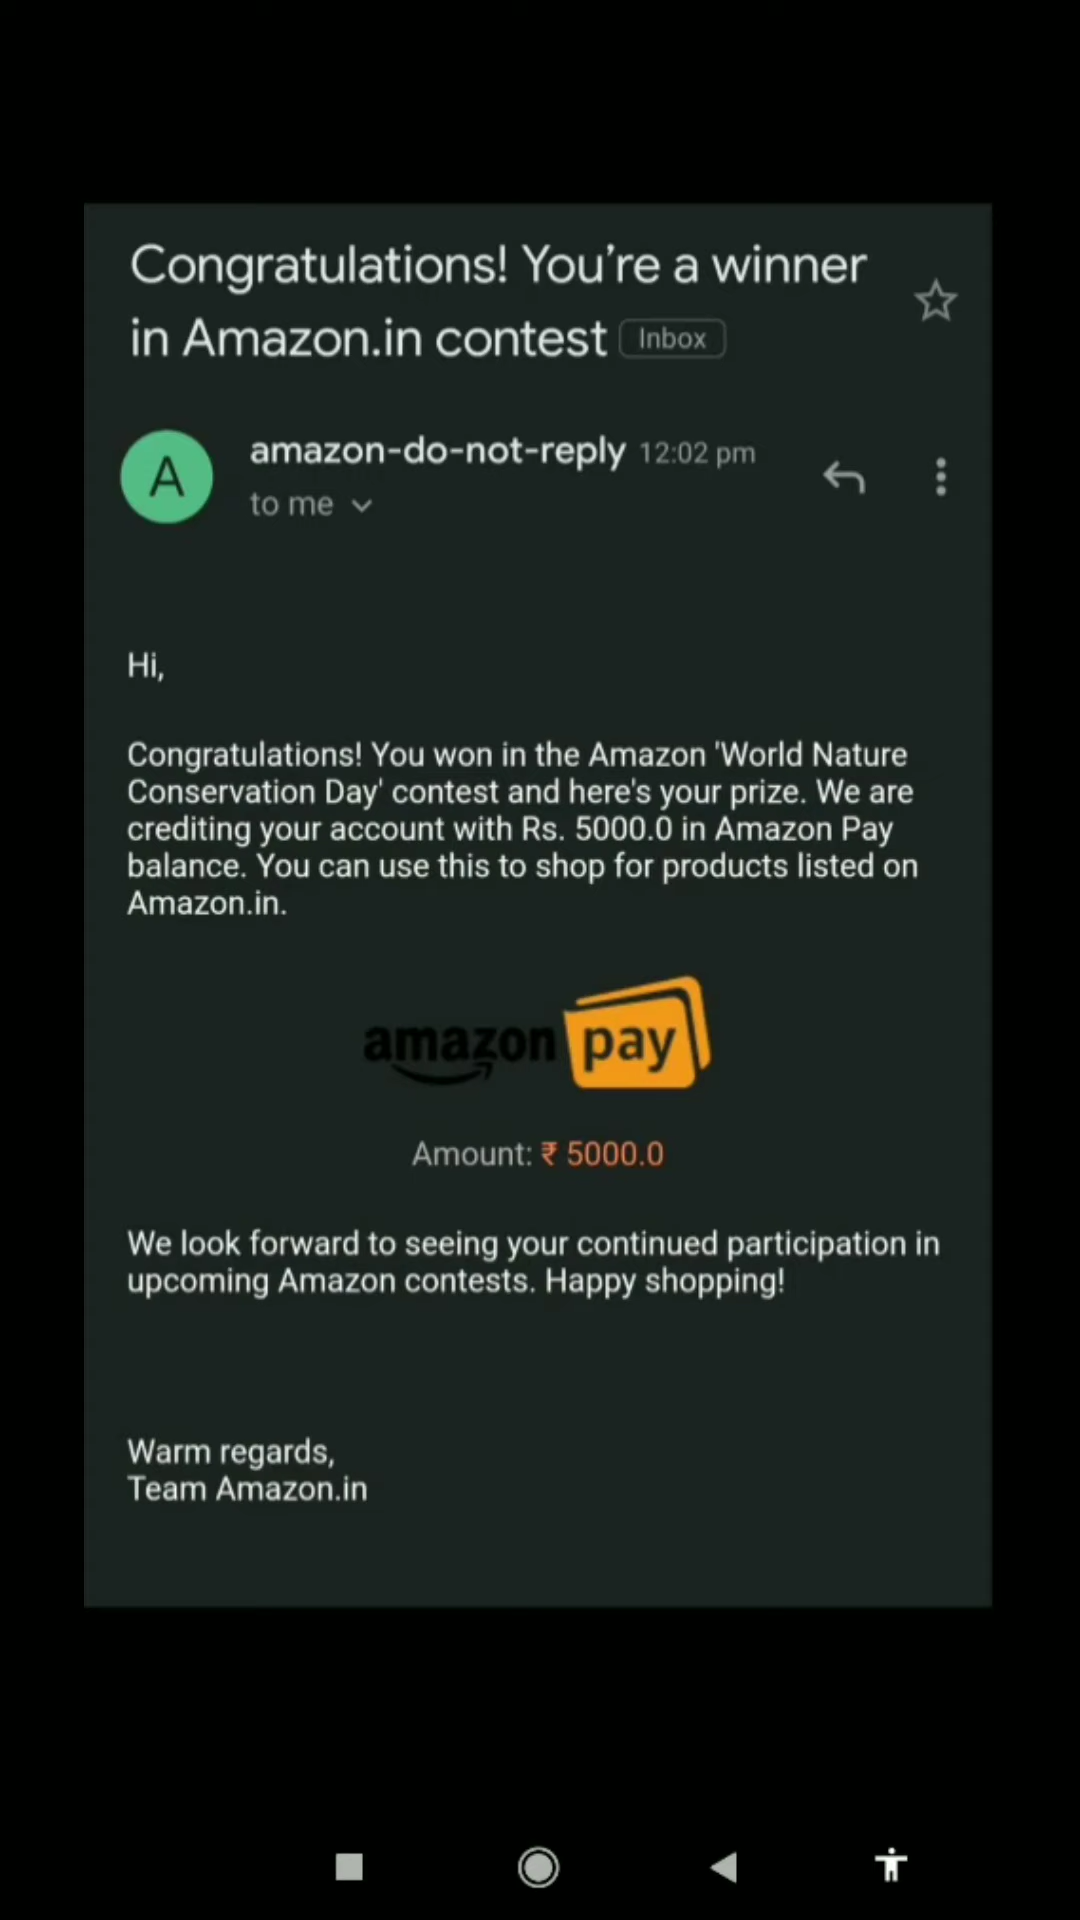 Congratulations! You're a winner
in Amazon.in contest Inbox
A
amazon-do-not-reply 12:02 pm
to me
Hi,
Congratulations! You won in the Amazon 'World Nature
Conservation Day' contest and here's your prize. We are
crediting your account with Rs. 5000.0 in Amazon Pay
balance. You can use this to shop for products listed on
Amazon.in.
amazon pay
Amount: ₹ 5000.0
We look forward to seeing your continued participation in
upcoming Amazon contests. Happy shopping!
Warm regards,
Team Amazon.in